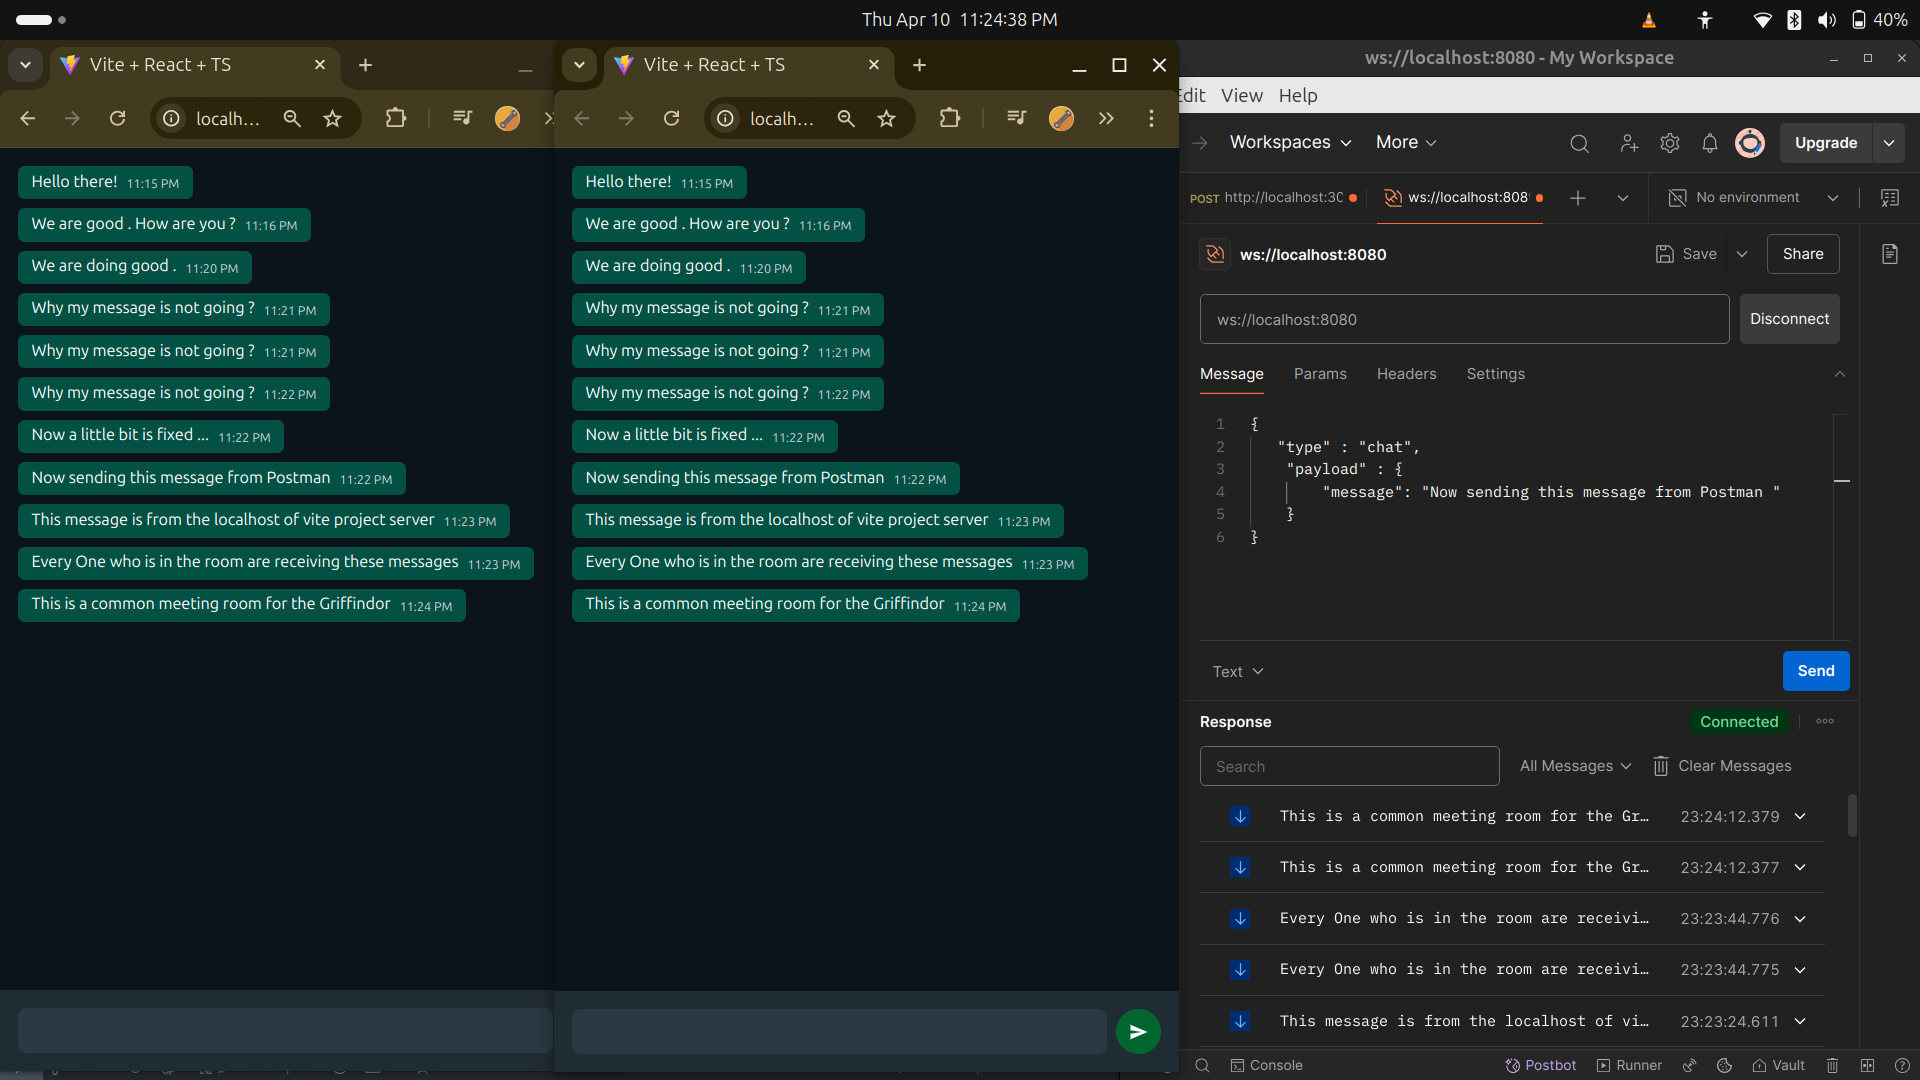 Thu Apr 10 11:24:38 PM
40%
Vite + React + TS
localh...
Hello there! 11:15 PM
We are good . How are you ? 11:16 PM
We are doing good . 11:20 PM
Why my message is not going ? 11:21 PM
Why my message is not going ? 11:21 PM
Why my message is not going ? 11:22 PM
Now a little bit is fixed ... 11:22 PM
Now sending this message from Postman 11:22 PM
This message is from the localhost of vite project server 11:23 PM
Every One who is in the room are receiving these messages 11:23 PM
This is a common meeting room for the Griffindor 11:24 PM
Vite + React + TS
localh...
Hello there! 11:15 PM
We are good . How are you ? 11:16 PM
We are doing good . 11:20 PM
Why my message is not going ? 11:21 PM
Why my message is not going ? 11:21 PM
Why my message is not going ? 11:22 PM
Now a little bit is fixed ... 11:22 PM
Now sending this message from Postman 11:22 PM
This message is from the localhost of vite project server 11:23 PM
Every One who is in the room are receiving these messages 11:23 PM
This is a common meeting room for the Griffindor 11:24 PM
ws://localhost:8080 - My Workspace
Edit View Help
Workspaces More Upgrade
POST http://localhost:30 ws://localhost:808 No environment
ws://localhost:8080 Save Share
ws://localhost:8080 Disconnect
Message Params Headers Settings
1 {
2 "type" : "chat",
3 "payload" : {
4 "message": "Now sending this message from Postman "
5 }
6 }
Text Send
Response Connected
Search All Messages Clear Messages
This is a common meeting room for the Gr… 23:24:12.379
This is a common meeting room for the Gr… 23:24:12.377
Every One who is in the room are receivi… 23:23:44.776
Every One who is in the room are receivi… 23:23:44.775
This message is from the localhost of vi… 23:23:24.611
Console Postbot Runner Vault